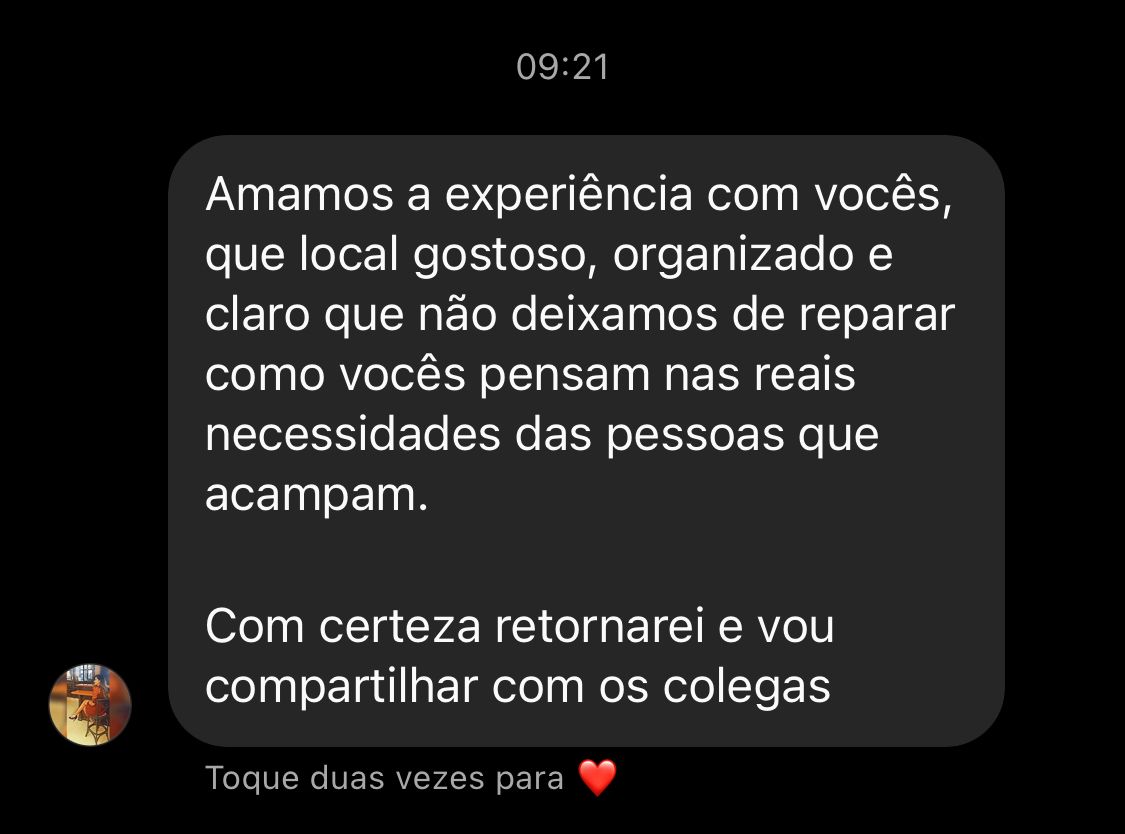 09:21
Amamos a experiência com vocês,
que local gostoso, organizado e
claro que não deixamos de reparar
como vocês pensam nas reais
necessidades das pessoas que
acampam.
Com certeza retornarei e vou
compartilhar com os colegas
Toque duas vezes para ❤️